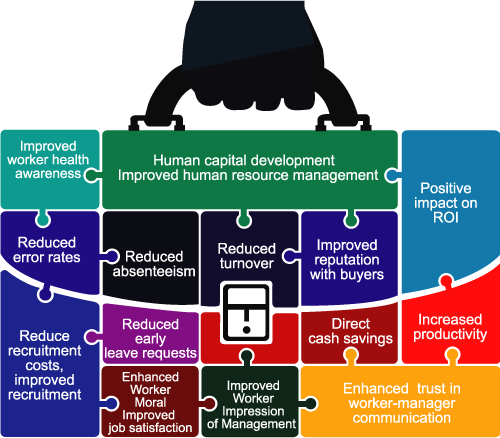 Improved
worker health
awareness
Human capital development
Improved human resource management
Positive
impact on
ROI
Reduced
error rates
Reduced
absenteeism
Reduced
turnover
Improved
reputation
with buyers
Reduce
recruitment
costs,
improved
recruitment
Reduced
early
leave requests
Direct
cash savings
Increased
productivity
Enhanced
Worker
Moral
Improved
job satisfaction
Improved
Worker
Impression
of Management
Enhanced trust in
worker-manager
communication